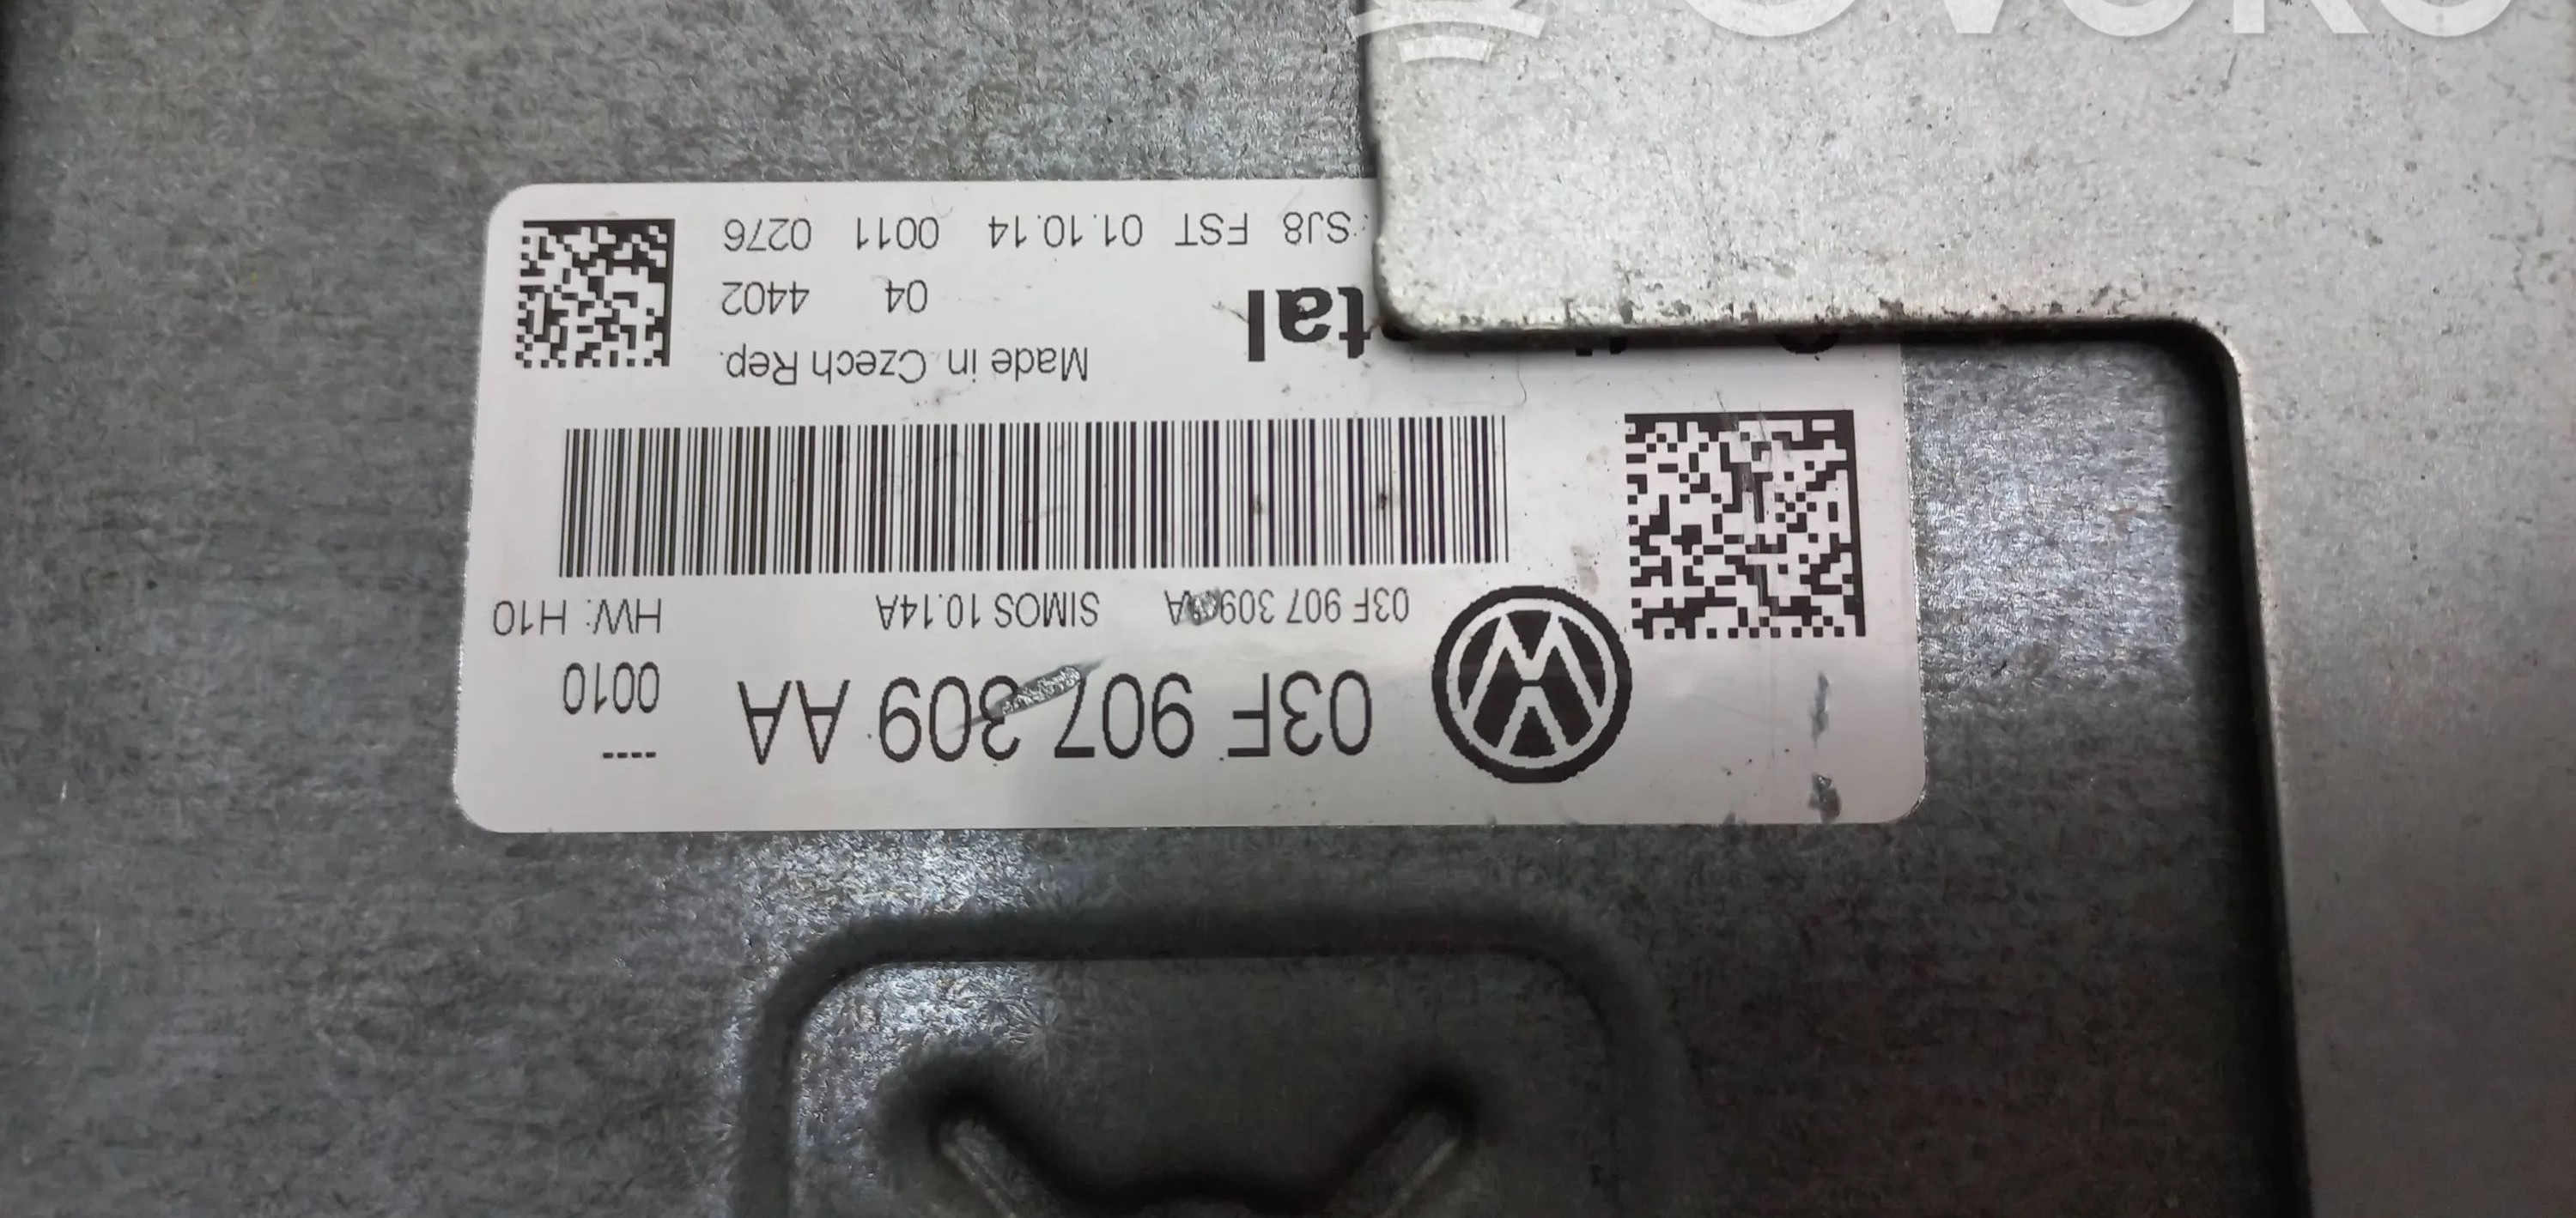 ----
03F 907 309 AA 0010
03F 907 309 AA SIMOS 10.14A HW: H10
Made in Czech Rep.
tal 04 4402
SJ8 FST 01.10.14 0011 0276